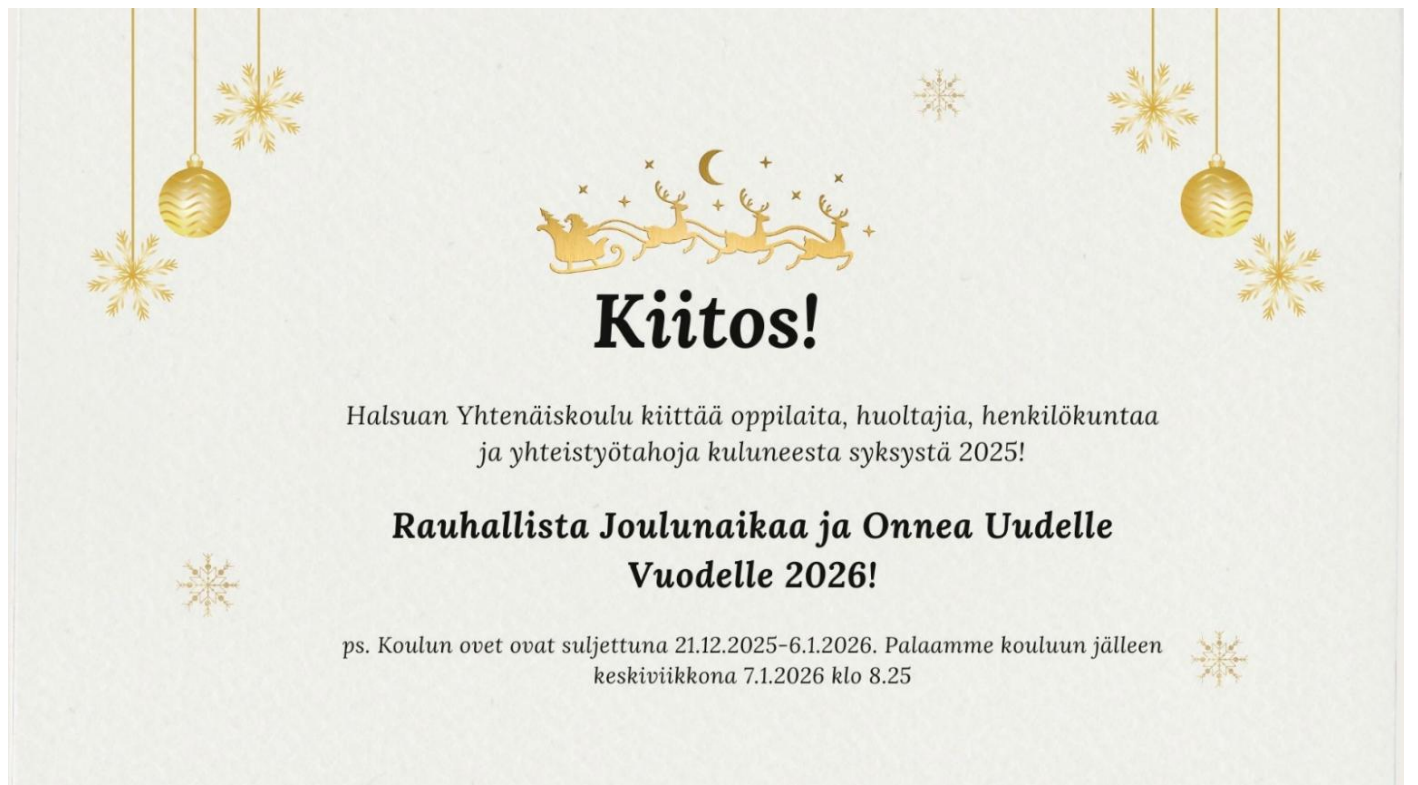 Kiitos!
Halsuan Yhtenäiskoulu kiittää oppilaita, huoltajia, henkilökuntaa
ja yhteistyötahoja kuluneesta syksystä 2025!
Rauhallista Joulunaikaa ja Onnea Uudelle
Vuodelle 2026!
ps. Koulun ovet ovat suljettuna 21.12.2025-6.1.2026. Palaamme kouluun jälleen
keskiviikkona 7.1.2026 klo 8.25